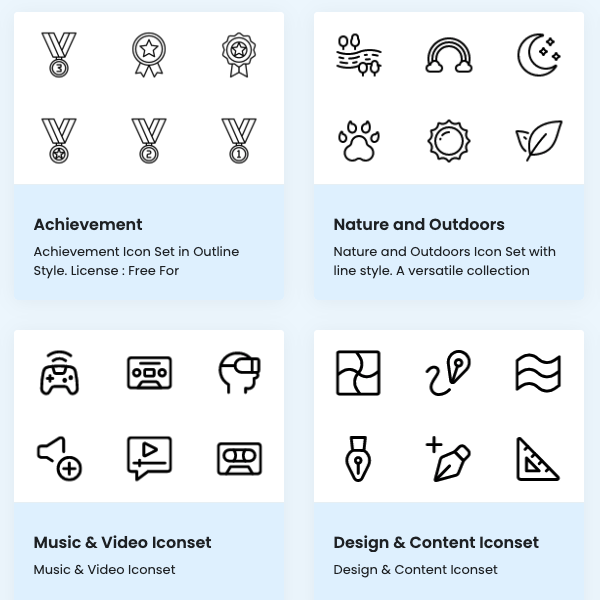 3
2
1
Achievement
Achievement Icon Set in Outline
Style. License : Free For
Nature and Outdoors
Nature and Outdoors Icon Set with
line style. A versatile collection
Music & Video Iconset
Music & Video Iconset
Design & Content Iconset
Design & Content Iconset